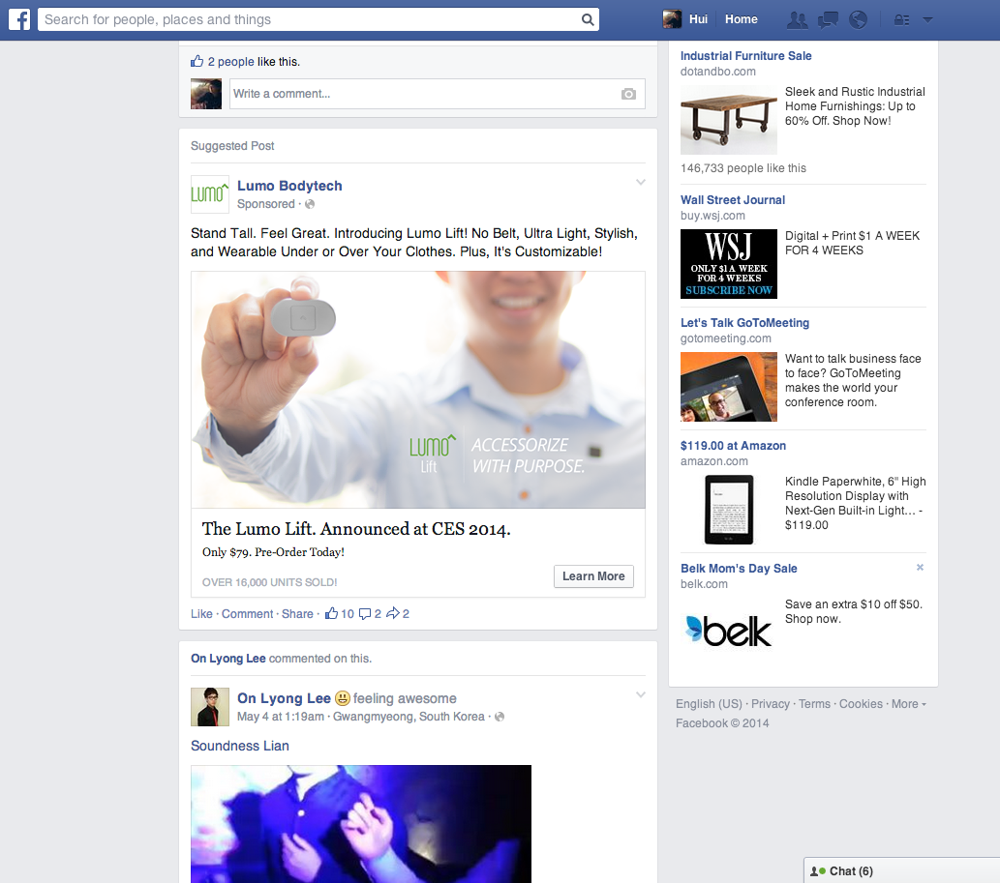 Search for people, places and things
Hui
Home
2 people like this.
Write a comment...
Suggested Post
LUMO
Lumo Bodytech
Sponsored ·
Stand Tall. Feel Great. Introducing Lumo Lift! No Belt, Ultra Light, Stylish,
and Wearable Under or Over Your Clothes. Plus, It's Customizable!
LUMO
Lift
ACCESSORIZE
WITH PURPOSE.
The Lumo Lift. Announced at CES 2014.
Only $79. Pre-Order Today!
OVER 16,000 UNITS SOLD!
Learn More
Like · Comment · Share · 10 2 2
On Lyong Lee commented on this.
On Lyong Lee feeling awesome
May 4 at 1:19am · Gwangmyeong, South Korea ·
Soundness Lian
Industrial Furniture Sale
dotandbo.com
Sleek and Rustic Industrial
Home Furnishings: Up to
60% Off. Shop Now!
146,733 people like this
Wall Street Journal
buy.wsj.com
WSJ
ONLY $1 A WEEK
FOR 4 WEEKS
SUBSCRIBE NOW
Digital + Print $1 A WEEK
FOR 4 WEEKS
Let's Talk GoToMeeting
gotomeeting.com
Want to talk business face
to face? GoToMeeting
makes the world your
conference room.
$119.00 at Amazon
amazon.com
Kindle Paperwhite, 6" High
Resolution Display with
Next-Gen Built-in Light... -
$119.00
Belk Mom's Day Sale
belk.com
belk
Save an extra $10 off $50.
Shop now.
English (US) · Privacy · Terms · Cookies · More
Facebook © 2014
Chat (6)